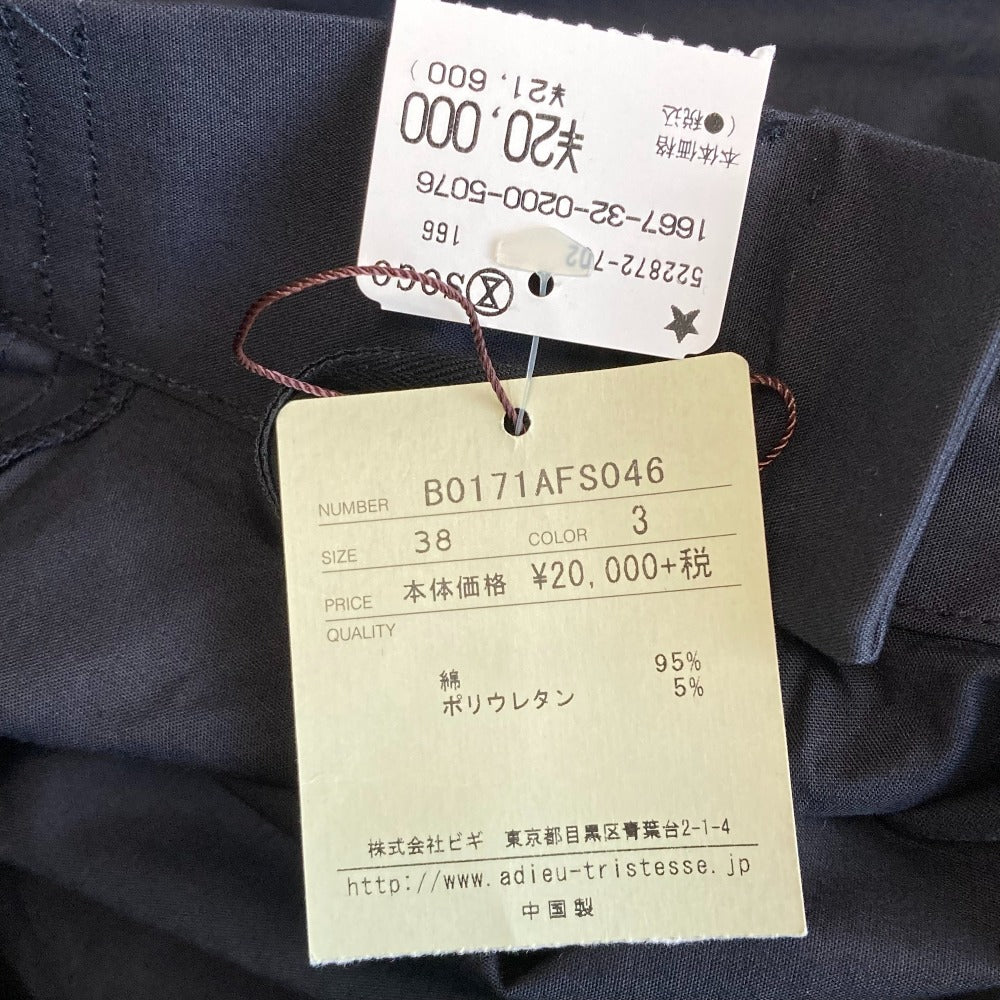 ★
SOGO
522872-702 166
1667-32-0200-5076
本体価格 ¥20,000
(●税込 ¥21,600)
NUMBER B0171AFS046
SIZE 38 COLOR 3
PRICE 本体価格 ¥20,000+税
QUALITY
綿 95%
ポリウレタン 5%
株式会社ビギ 東京都目黒区青葉台2-1-4
http://www.adieu-tristesse.jp
中国製